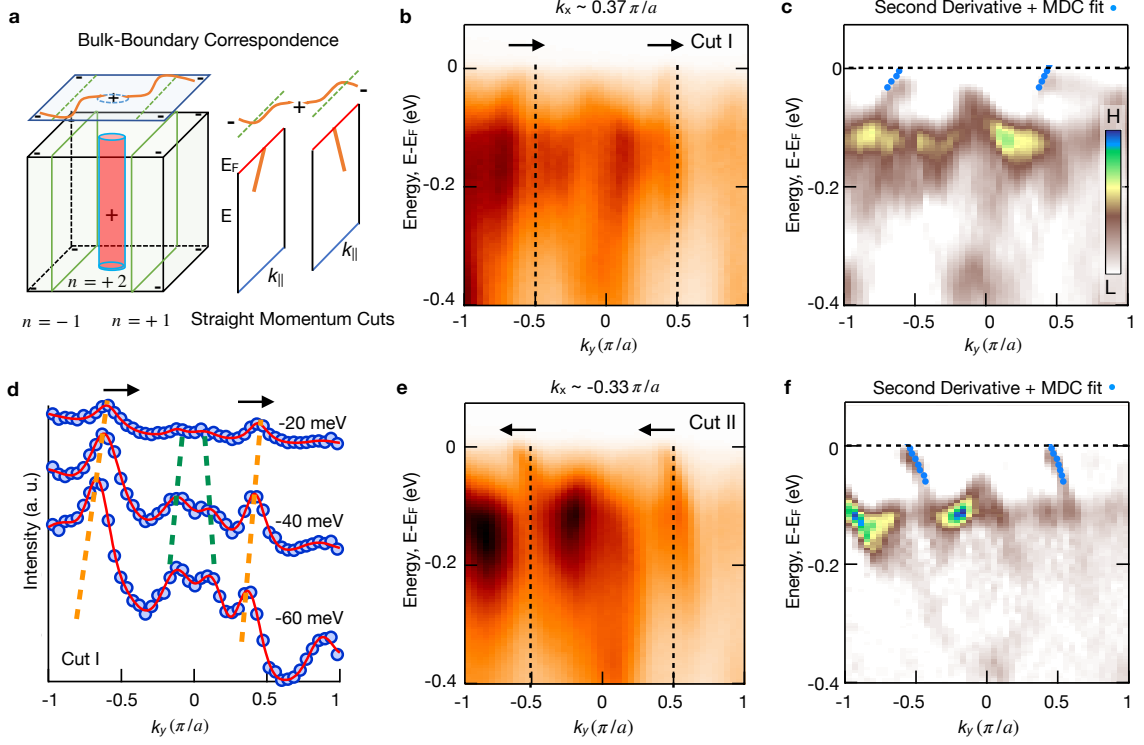 a
Bulk-Boundary Correspondence
- + -
- + -
E_F
E
+
k_||
k_||
n = + 2
n = − 1
n = + 1
Straight Momentum Cuts
b
k_x ~ 0.37 π/a
Cut I
Energy, E-E_F (eV)
0
-0.2
-0.4
-1
-0.5
0
0.5
1
k_y (π/a)
c
Second Derivative + MDC fit
Energy, E-E_F (eV)
0
-0.2
-0.4
H
L
-1
-0.5
0
0.5
1
k_y (π/a)
d
Intensity (a. u.)
-20 meV
-40 meV
-60 meV
Cut I
-1
-0.5
0
0.5
1
k_y (π/a)
e
k_x ~ -0.33 π/a
Cut II
Energy, E-E_F (eV)
0
-0.2
-0.4
-1
-0.5
0
0.5
1
k_y (π/a)
f
Second Derivative + MDC fit
Energy, E-E_F (eV)
0
-0.2
-0.4
-1
-0.5
0
0.5
1
k_y (π/a)